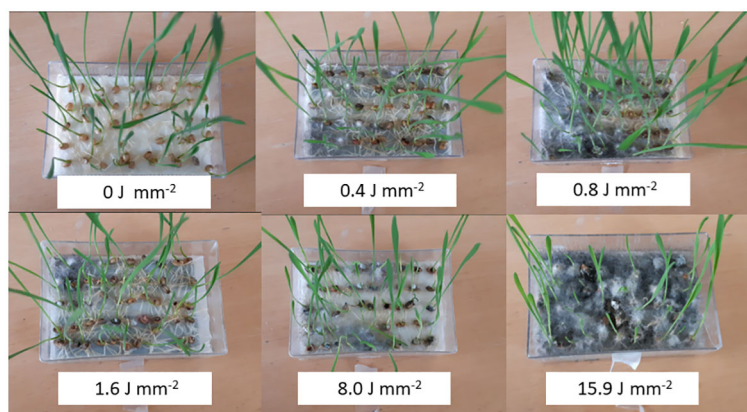 0 J mm⁻²
0.4 J mm⁻²
0.8 J mm⁻²
1.6 J mm⁻²
8.0 J mm⁻²
15.9 J mm⁻²